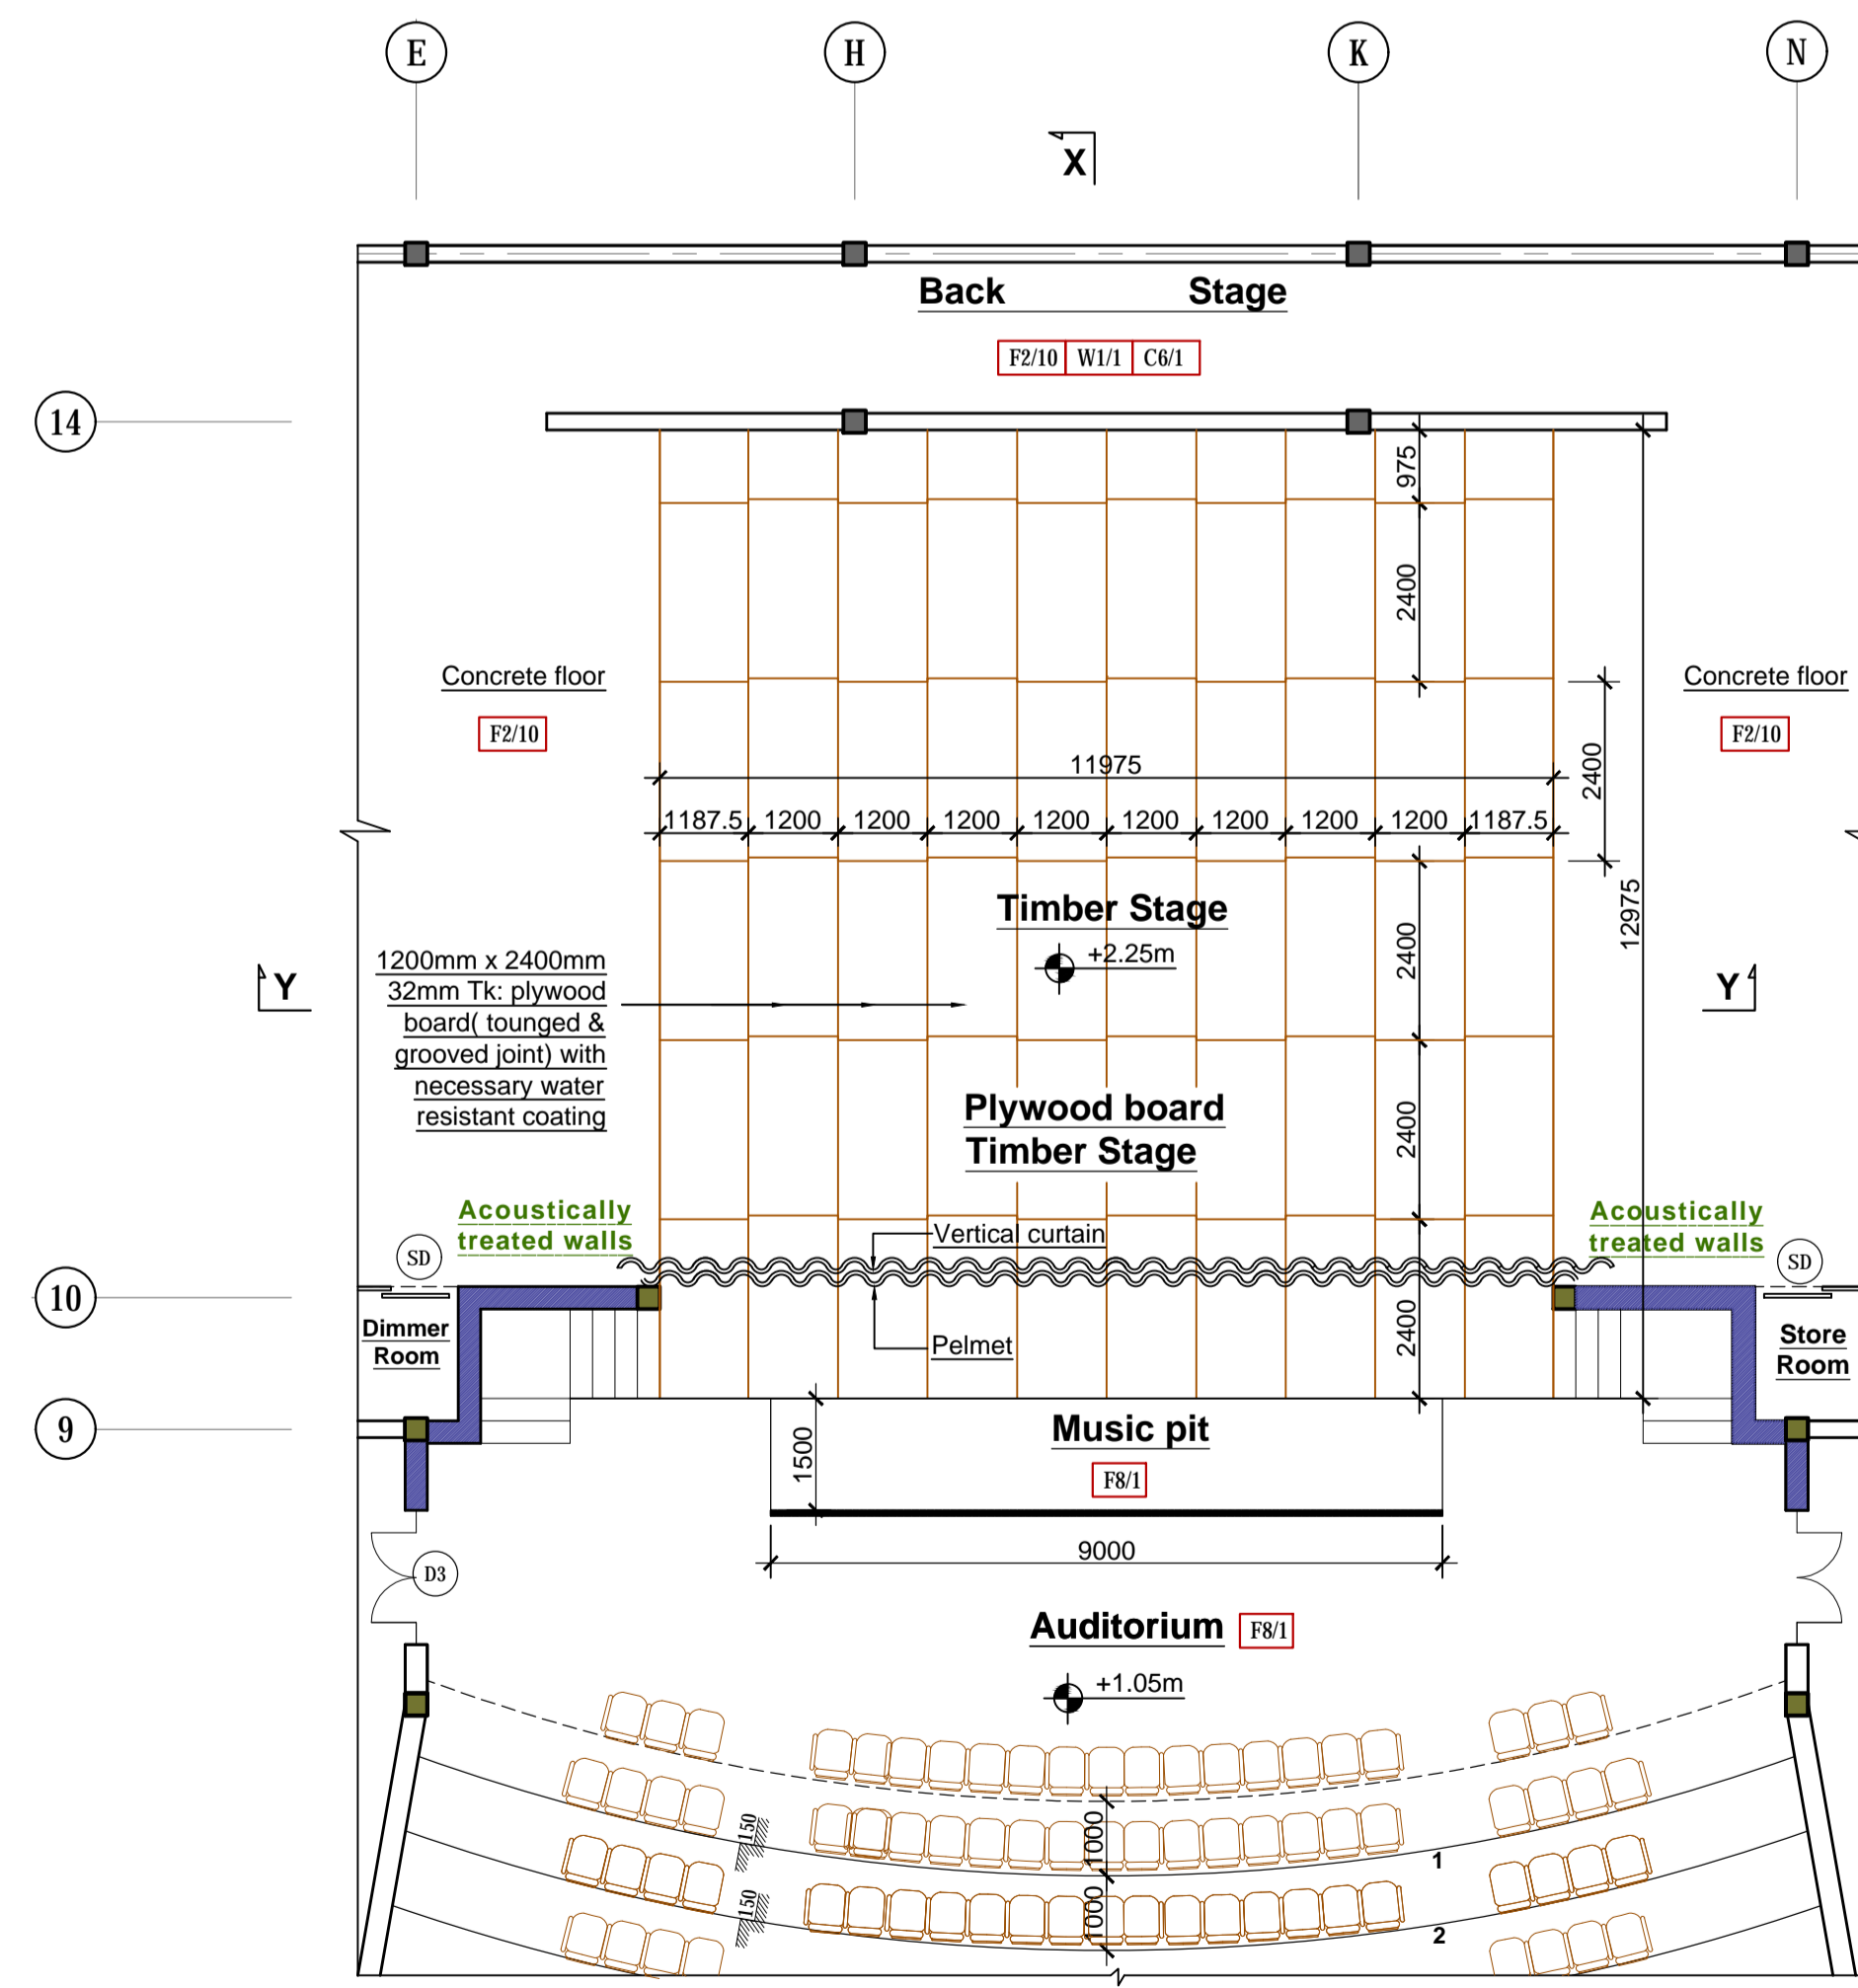 E H K N
X
Back Stage
F2/10 W1/1 C6/1
14
975
2400
Concrete floor
F2/10
Concrete floor
F2/10
11975
2400
1187.5 1200 1200 1200 1200 1200 1200 1200 1200 1187.5
12975
Timber Stage
+2.25m
2400
Y
Y
1200mm x 2400mm
32mm Tk: plywood
board( tounged &
grooved joint) with
necessary water
resistant coating
Plywood board
Timber Stage
2400
Acoustically
treated walls
Acoustically
treated walls
Vertical curtain
SD
SD
10
Dimmer
Room
Pelmet
2400
Store
Room
9
Music pit
F8/1
1500
9000
D3
Auditorium F8/1
+1.05m
150
1000
1
150
1000
2